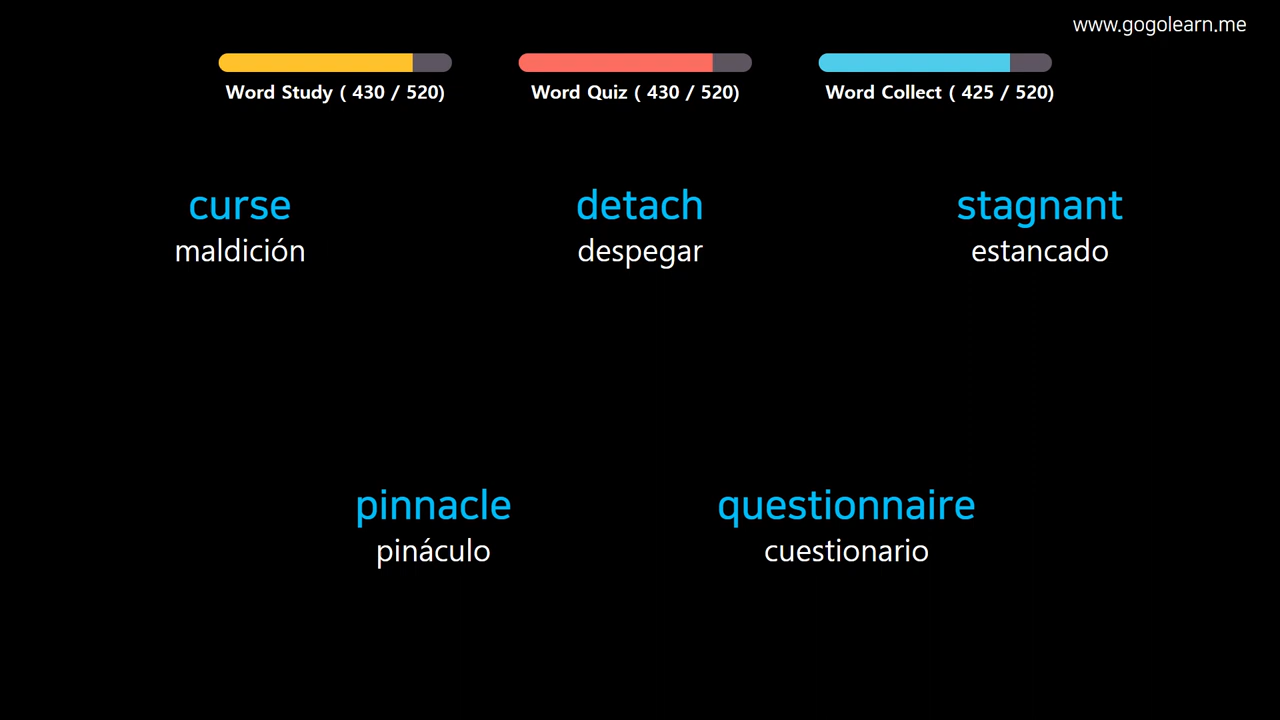 www.gogolearn.me
Word Study ( 430 / 520)
Word Quiz ( 430 / 520)
Word Collect ( 425 / 520)
curse
maldición
detach
despegar
stagnant
estancado
pinnacle
pináculo
questionnaire
cuestionario